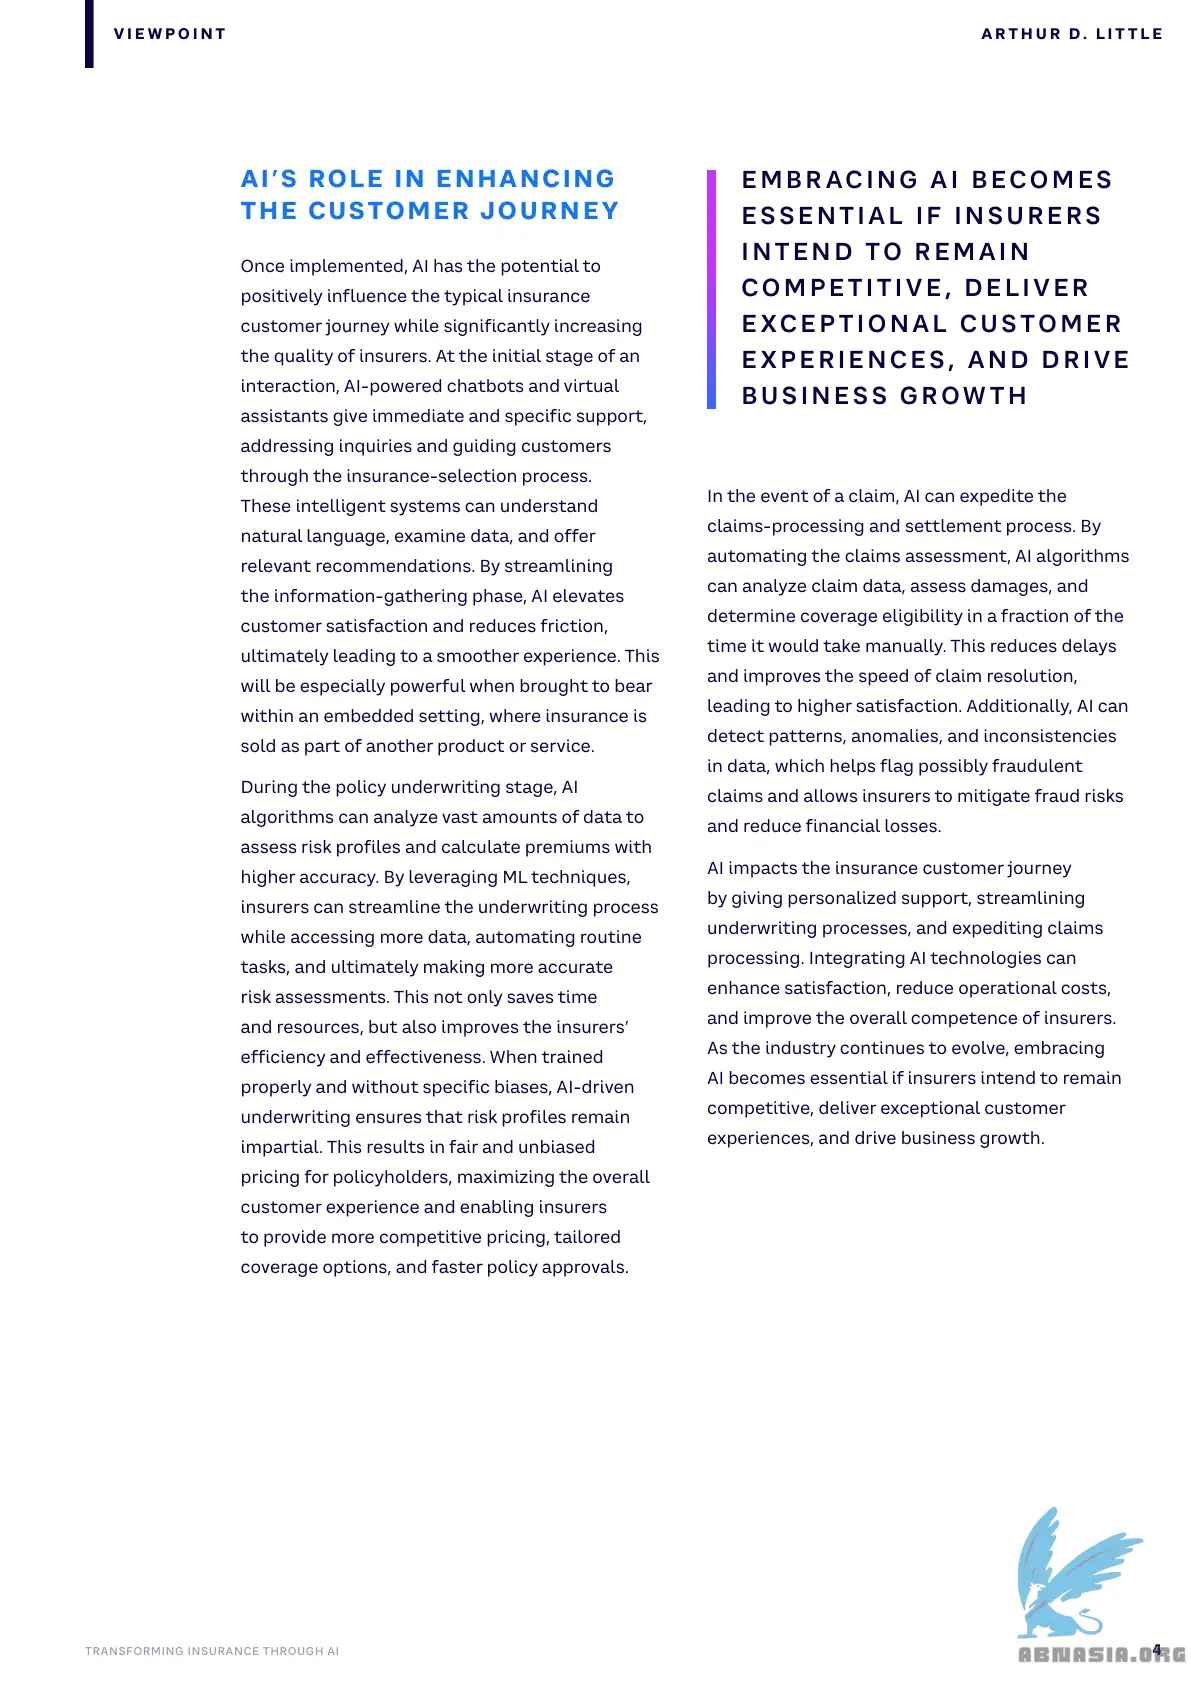 VIEWPOINT
ARTHUR D. LITTLE
AI'S ROLE IN ENHANCING
THE CUSTOMER JOURNEY
Once implemented, AI has the potential to
positively influence the typical insurance
customer journey while significantly increasing
the quality of insurers. At the initial stage of an
interaction, AI-powered chatbots and virtual
assistants give immediate and specific support,
addressing inquiries and guiding customers
through the insurance-selection process.
These intelligent systems can understand
natural language, examine data, and offer
relevant recommendations. By streamlining
the information-gathering phase, AI elevates
customer satisfaction and reduces friction,
ultimately leading to a smoother experience. This
will be especially powerful when brought to bear
within an embedded setting, where insurance is
sold as part of another product or service.
During the policy underwriting stage, AI
algorithms can analyze vast amounts of data to
assess risk profiles and calculate premiums with
higher accuracy. By leveraging ML techniques,
insurers can streamline the underwriting process
while accessing more data, automating routine
tasks, and ultimately making more accurate
risk assessments. This not only saves time
and resources, but also improves the insurers'
efficiency and effectiveness. When trained
properly and without specific biases, AI-driven
underwriting ensures that risk profiles remain
impartial. This results in fair and unbiased
pricing for policyholders, maximizing the overall
customer experience and enabling insurers
to provide more competitive pricing, tailored
coverage options, and faster policy approvals.
EMBRACING AI BECOMES
ESSENTIAL IF INSURERS
INTEND TO REMAIN
COMPETITIVE, DELIVER
EXCEPTIONAL CUSTOMER
EXPERIENCES, AND DRIVE
BUSINESS GROWTH
In the event of a claim, AI can expedite the
claims-processing and settlement process. By
automating the claims assessment, AI algorithms
can analyze claim data, assess damages, and
determine coverage eligibility in a fraction of the
time it would take manually. This reduces delays
and improves the speed of claim resolution,
leading to higher satisfaction. Additionally, AI can
detect patterns, anomalies, and inconsistencies
in data, which helps flag possibly fraudulent
claims and allows insurers to mitigate fraud risks
and reduce financial losses.
AI impacts the insurance customer journey
by giving personalized support, streamlining
underwriting processes, and expediting claims
processing. Integrating AI technologies can
enhance satisfaction, reduce operational costs,
and improve the overall competence of insurers.
As the industry continues to evolve, embracing
AI becomes essential if insurers intend to remain
competitive, deliver exceptional customer
experiences, and drive business growth.
TRANSFORMING INSURANCE THROUGH AI
4
ABNASIA.ORG